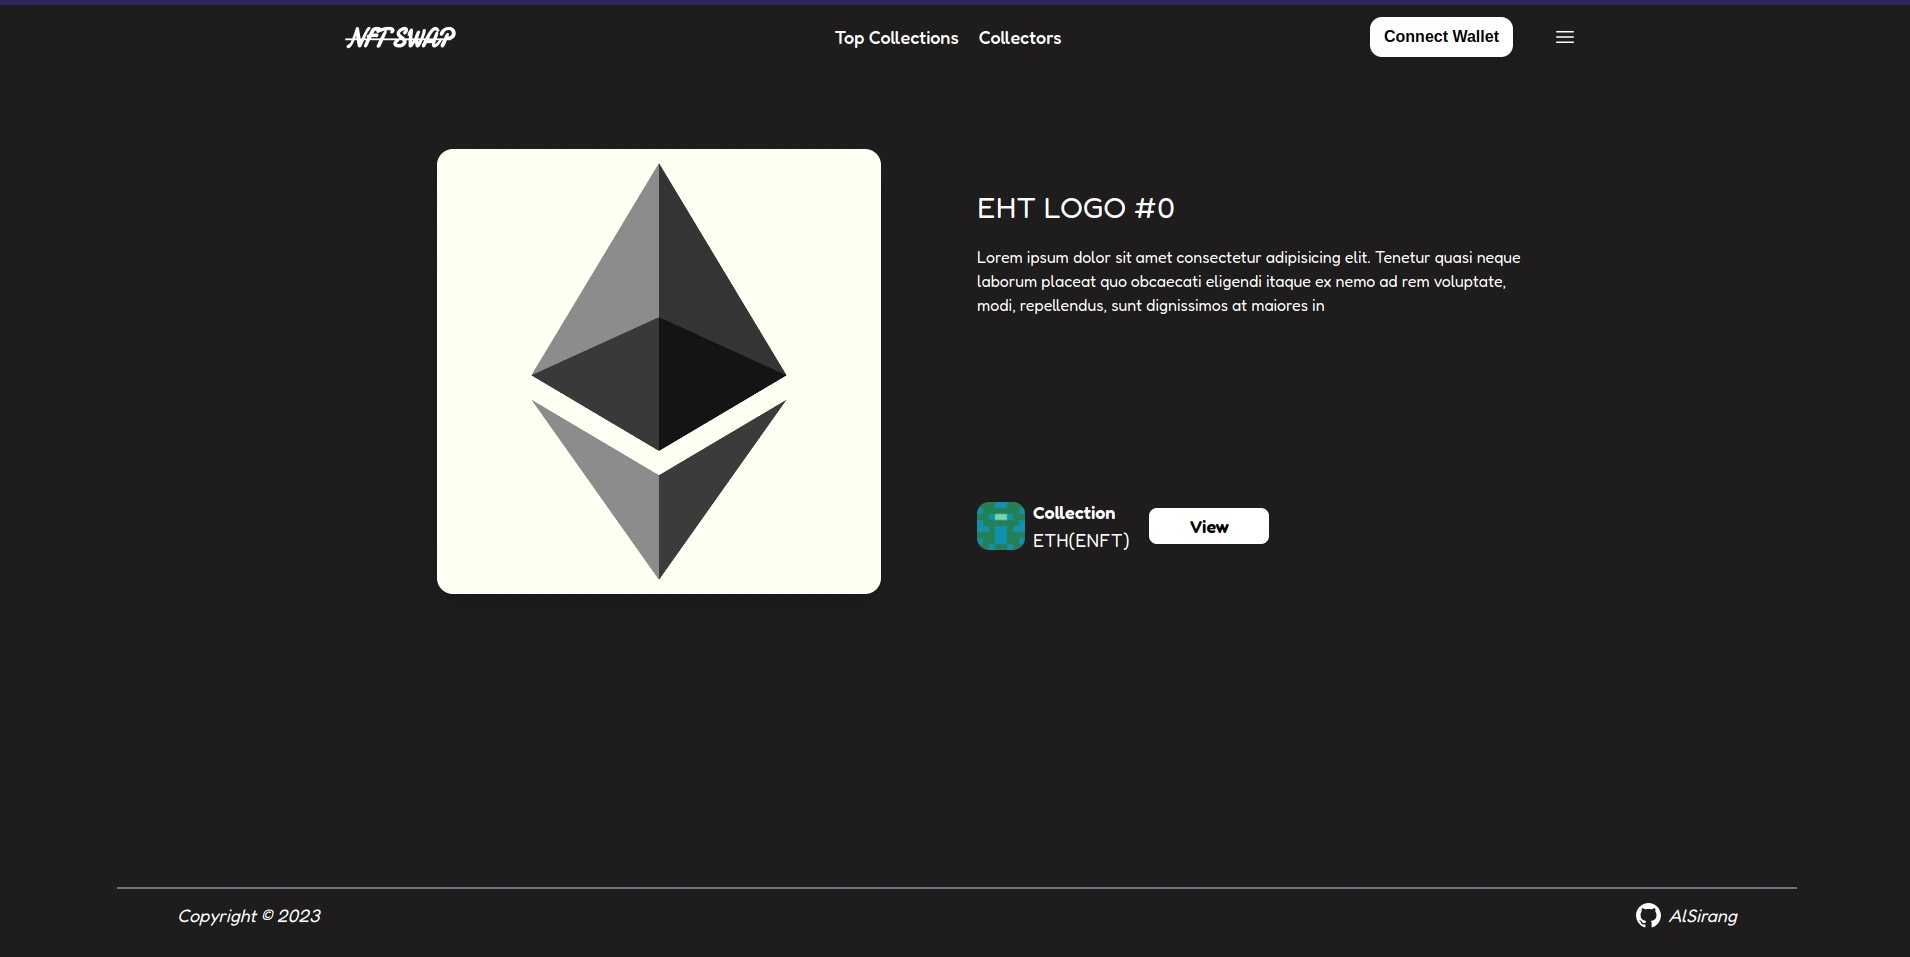 NFT SWAP
Top Collections
Collectors
Connect Wallet
EHT LOGO #0
Lorem ipsum dolor sit amet consectetur adipisicing elit. Tenetur quasi neque
laborum placeat quo obcaecati eligendi itaque ex nemo ad rem voluptate,
modi, repellendus, sunt dignissimos at maiores in
Collection
ETH(ENFT)
View
Copyright © 2023
AlSirang